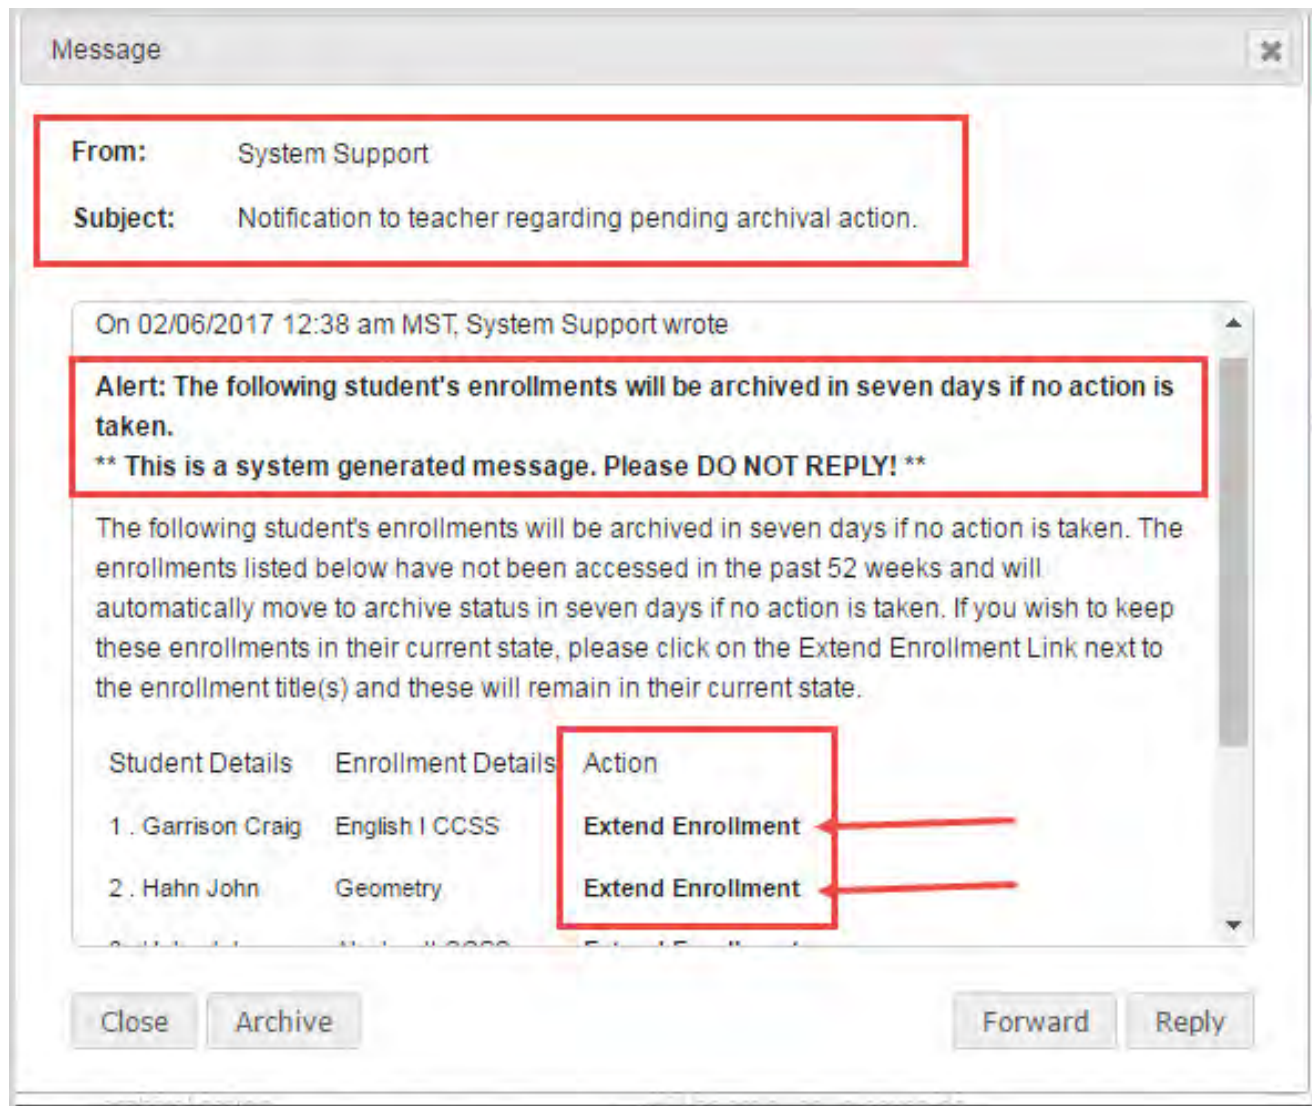 Message
From: System Support
Subject: Notification to teacher regarding pending archival action.
On 02/06/2017 12:38 am MST, System Support wrote
Alert: The following student's enrollments will be archived in seven days if no action is
taken.
** This is a system generated message. Please DO NOT REPLY! **
The following student's enrollments will be archived in seven days if no action is taken. The
enrollments listed below have not been accessed in the past 52 weeks and will
automatically move to archive status in seven days if no action is taken. If you wish to keep
these enrollments in their current state, please click on the Extend Enrollment Link next to
the enrollment title(s) and these will remain in their current state.
Student Details Enrollment Details Action
1 . Garrison Craig English I CCSS Extend Enrollment
2 . Hahn John Geometry Extend Enrollment
Close Archive Forward Reply